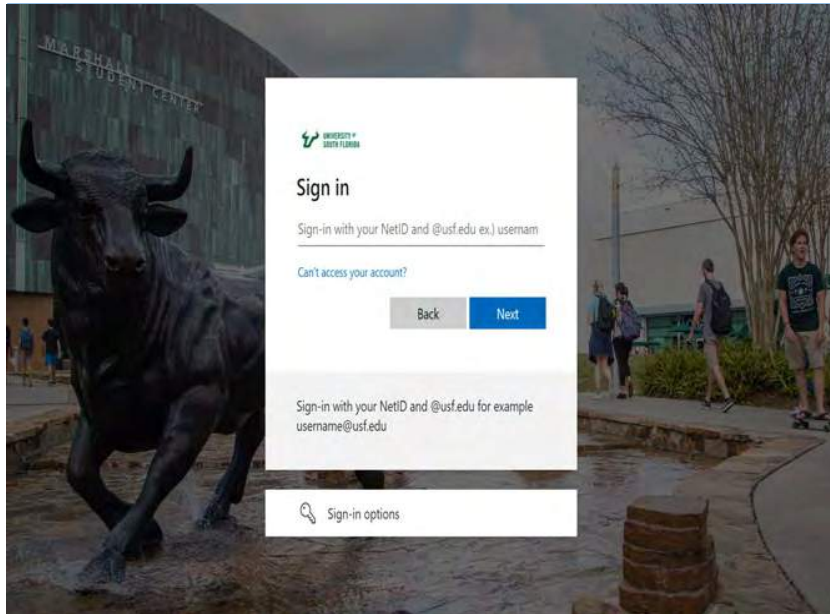 MARSHALL
STUDENT CENTER
UNIVERSITY of
SOUTH FLORIDA
Sign in
Sign-in with your NetID and @usf.edu ex.) usernam
Can't access your account?
Back
Next
Sign-in with your NetID and @usf.edu for example
username@usf.edu
Sign-in options